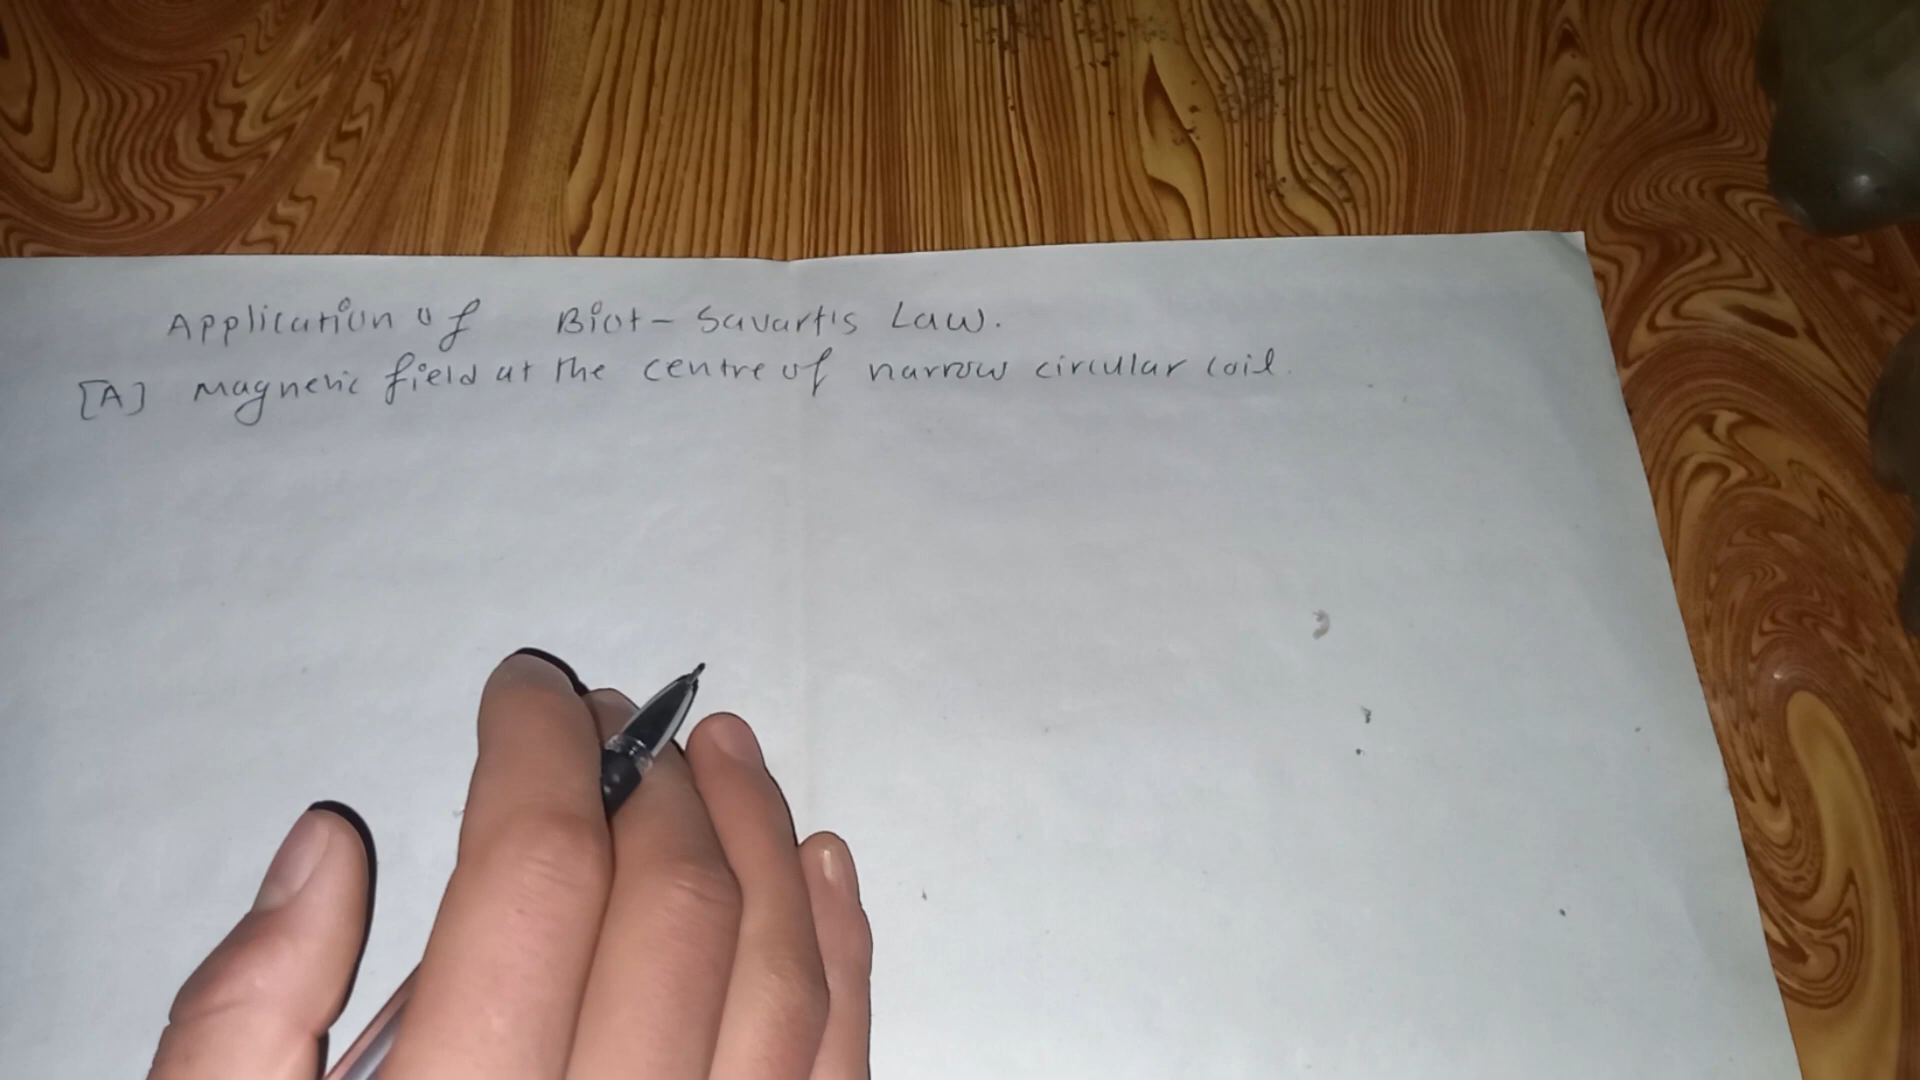 Application of Biot - Savart's Law.
[A] Magnetic field at the centre of narrow circular coil.